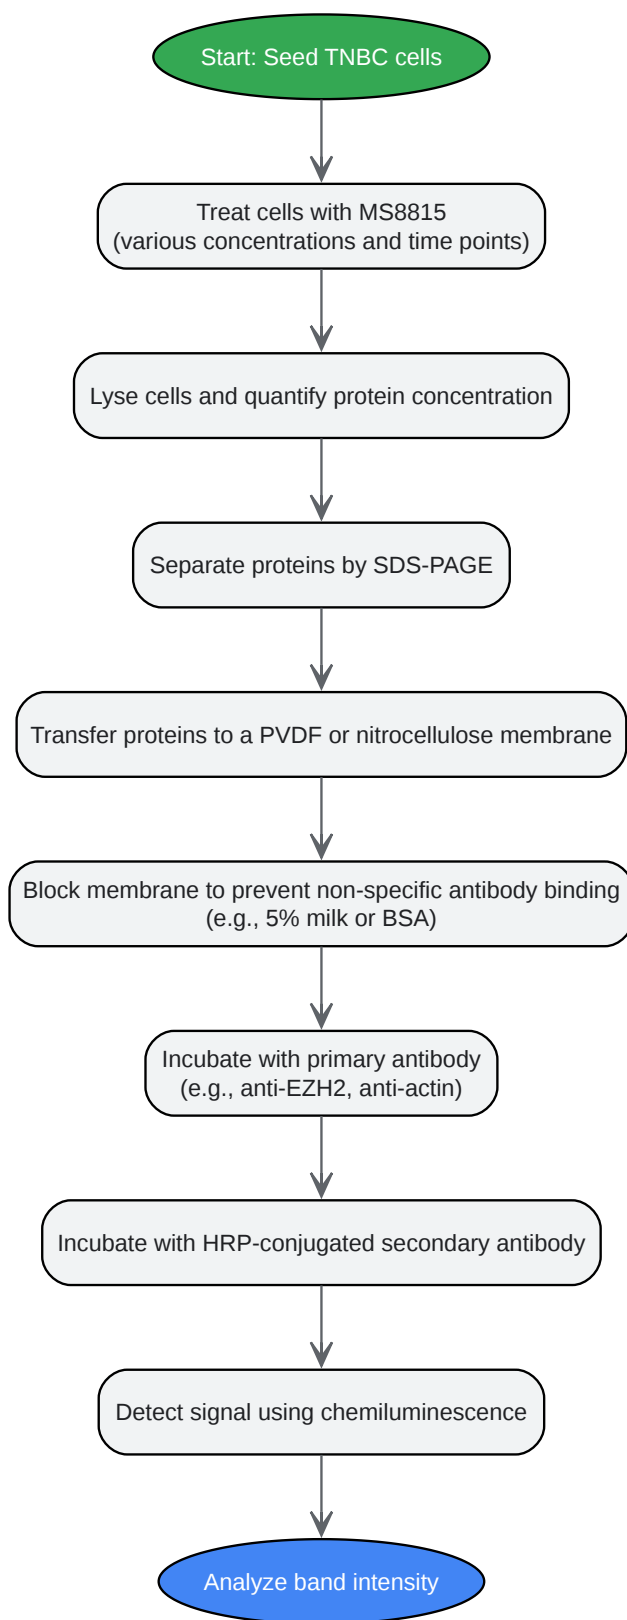 Start: Seed TNBC cells
Treat cells with MS8815
(various concentrations and time points)
Lyse cells and quantify protein concentration
Separate proteins by SDS-PAGE
Transfer proteins to a PVDF or nitrocellulose membrane
Block membrane to prevent non-specific antibody binding
(e.g., 5% milk or BSA)
Incubate with primary antibody
(e.g., anti-EZH2, anti-actin)
Incubate with HRP-conjugated secondary antibody
Detect signal using chemiluminescence
Analyze band intensity